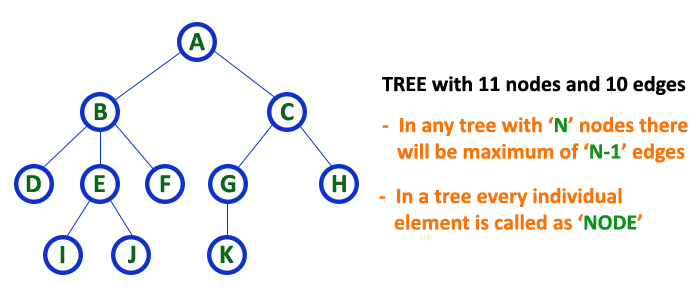 A
B
C
D
E
F
G
H
I
J
K
TREE with 11 nodes and 10 edges
- In any tree with ‘N’ nodes there
will be maximum of ‘N-1’ edges
- In a tree every individual
element is called as ‘NODE’